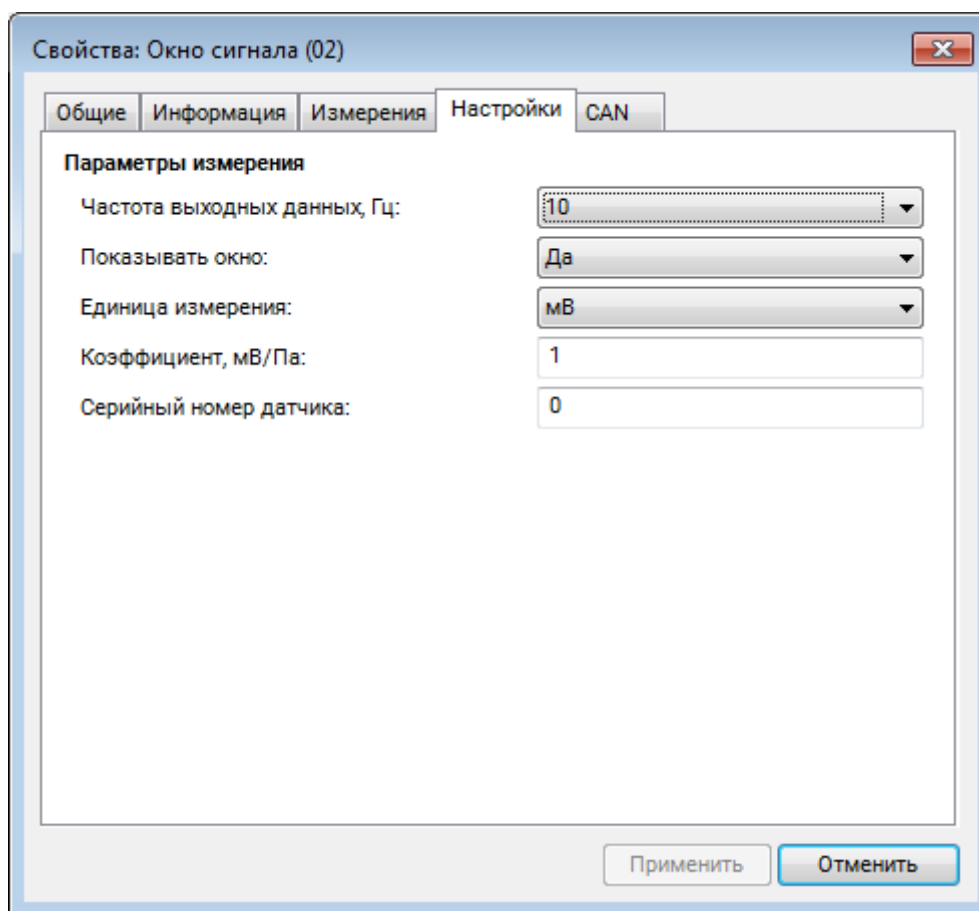 Свойства: Окно сигнала (02)
Общие Информация Измерения Настройки CAN
Параметры измерения
Частота выходных данных, Гц: 10
Показывать окно: Да
Единица измерения: мВ
Коэффициент, мВ/Па: 1
Серийный номер датчика: 0
Применить Отменить